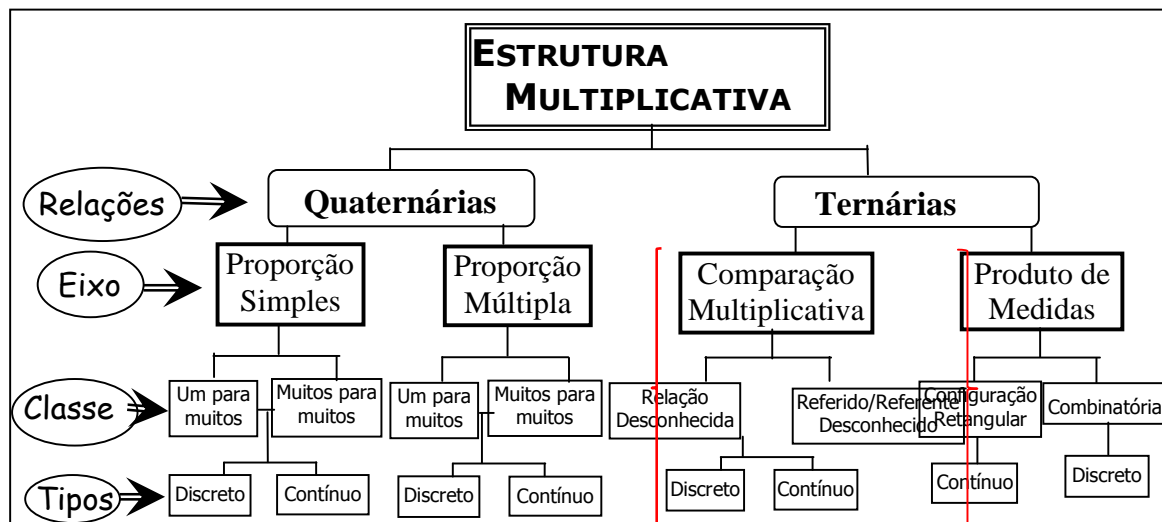 ESTRUTURA
MULTIPLICATIVA
Relações
Quaternárias
Ternárias
Eixo
Proporção
Simples
Proporção
Múltipla
Comparação
Multiplicativa
Produto de
Medidas
Classe
Um para
muitos
Muitos para
muitos
Um para
muitos
Muitos para
muitos
Relação
Desconhecida
Referido/Referente
Desconhecido
Configuração
Retangular
Combinatória
Tipos
Discreto
Contínuo
Discreto
Contínuo
Discreto
Contínuo
Contínuo
Discreto